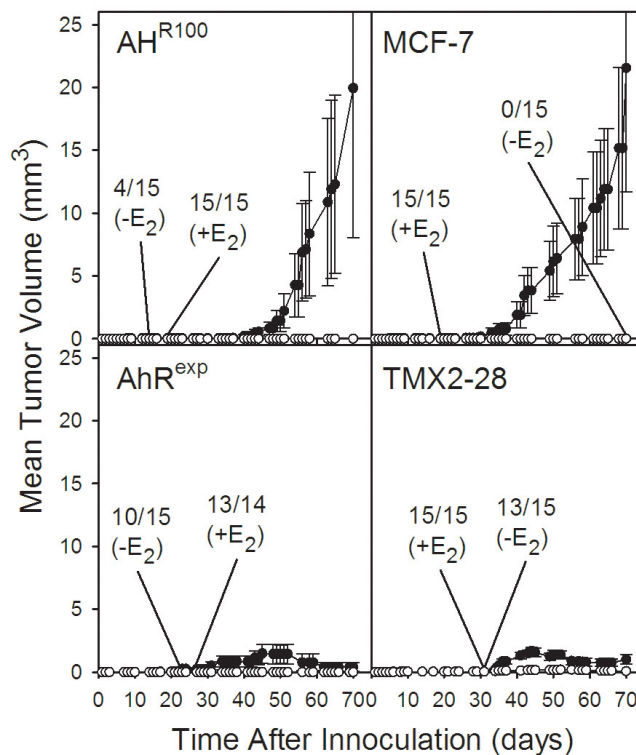 Mean Tumor Volume (mm³)
25
20
15
10
5
0
AHᴿ¹⁰⁰
4/15
(-E₂)
15/15
(+E₂)
MCF-7
0/15
(-E₂)
15/15
(+E₂)
25
20
15
10
5
0
AhRᵉˣᵖ
10/15
(-E₂)
13/14
(+E₂)
TMX2-28
15/15
(+E₂)
13/15
(-E₂)
0 10 20 30 40 50 60 70 0 10 20 30 40 50 60 70
Time After Innoculation (days)